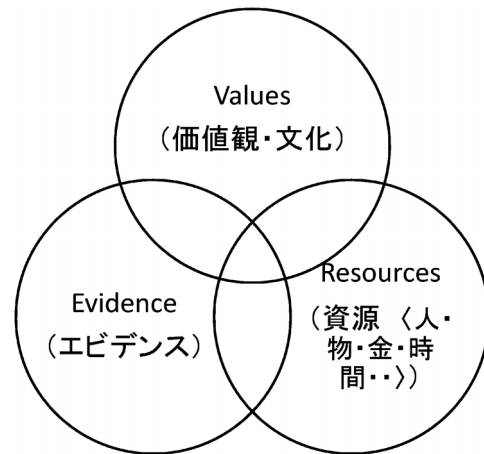 Values
（価値観・文化）
Evidence
（エビデンス）
Resources
（資源 〈人・
物・金・時
間・・〉）